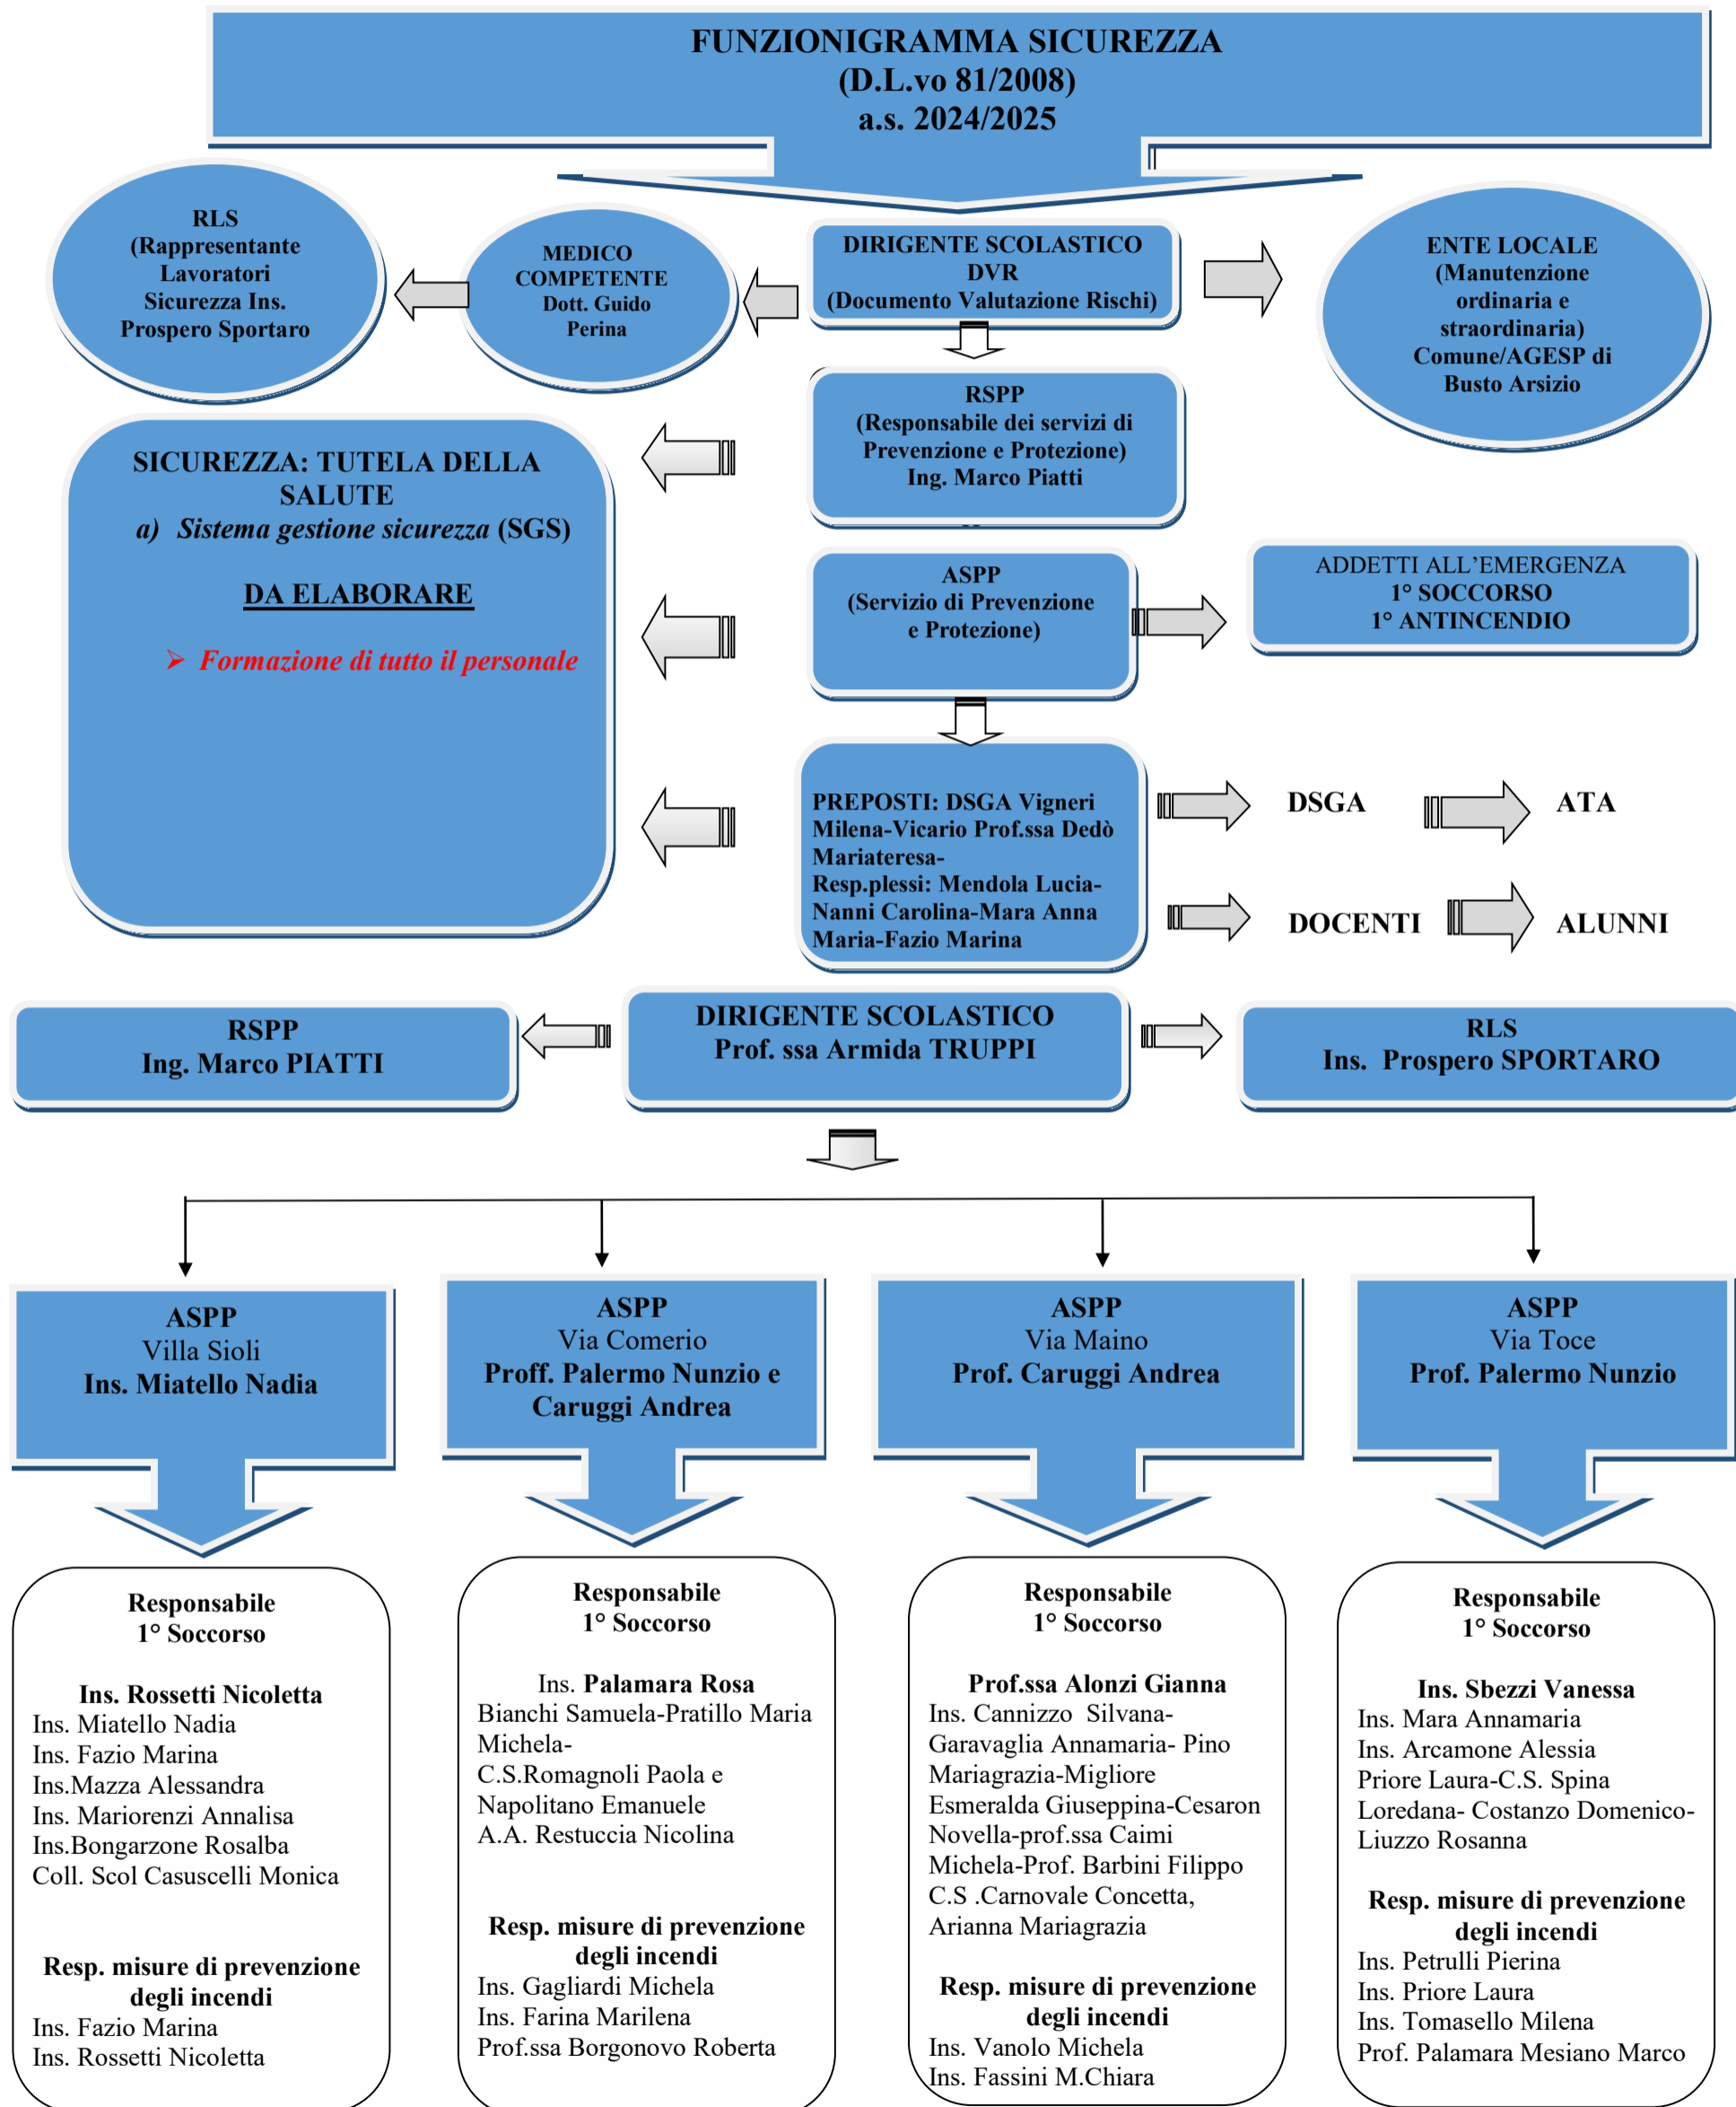 FUNZIONIGRAMMA SICUREZZA
(D.L.vo 81/2008)
a.s. 2024/2025
RLS
(Rappresentante
Lavoratori
Sicurezza Ins.
Prospero Sportaro
MEDICO
COMPETENTE
Dott. Guido
Perina
DIRIGENTE SCOLASTICO
DVR
(Documento Valutazione Rischi)
ENTE LOCALE
(Manutenzione
ordinaria e
straordinaria)
Comune/AGESP di
Busto Arsizio
RSPP
(Responsabile dei servizi di
Prevenzione e Protezione)
Ing. Marco Piatti
SICUREZZA: TUTELA DELLA
SALUTE
a) Sistema gestione sicurezza (SGS)
DA ELABORARE
➢ Formazione di tutto il personale
ASPP
(Servizio di Prevenzione
e Protezione)
ADDETTI ALL'EMERGENZA
1° SOCCORSO
1° ANTINCENDIO
PREPOSTI: DSGA Vigneri
Milena-Vicario Prof.ssa Dedò
Mariateresa-
Resp.plessi: Mendola Lucia-
Nanni Carolina-Mara Anna
Maria-Fazio Marina
DSGA
ATA
DOCENTI
ALUNNI
RSPP
Ing. Marco PIATTI
DIRIGENTE SCOLASTICO
Prof. ssa Armida TRUPPI
RLS
Ins. Prospero SPORTARO
ASPP
Villa Sioli
Ins. Miatello Nadia
ASPP
Via Comerio
Proff. Palermo Nunzio e
Caruggi Andrea
ASPP
Via Maino
Prof. Caruggi Andrea
ASPP
Via Toce
Prof. Palermo Nunzio
Responsabile
1° Soccorso
Ins. Rossetti Nicoletta
Ins. Miatello Nadia
Ins. Fazio Marina
Ins.Mazza Alessandra
Ins. Mariorenzi Annalisa
Ins.Bongarzone Rosalba
Coll. Scol Casuscelli Monica
Resp. misure di prevenzione
degli incendi
Ins. Fazio Marina
Ins. Rossetti Nicoletta
Responsabile
1° Soccorso
Ins. Palamara Rosa
Bianchi Samuela-Pratillo Maria
Michela-
C.S.Romagnoli Paola e
Napolitano Emanuele
A.A. Restuccia Nicolina
Resp. misure di prevenzione
degli incendi
Ins. Gagliardi Michela
Ins. Farina Marilena
Prof.ssa Borgonovo Roberta
Responsabile
1° Soccorso
Prof.ssa Alonzi Gianna
Ins. Cannizzo Silvana-
Garavaglia Annamaria- Pino
Mariagrazia-Migliore
Esmeralda Giuseppina-Cesaron
Novella-prof.ssa Caimi
Michela-Prof. Barbini Filippo
C.S .Carnovale Concetta,
Arianna Mariagrazia
Resp. misure di prevenzione
degli incendi
Ins. Vanolo Michela
Ins. Fassini M.Chiara
Responsabile
1° Soccorso
Ins. Sbezzi Vanessa
Ins. Mara Annamaria
Ins. Arcamone Alessia
Priore Laura-C.S. Spina
Loredana- Costanzo Domenico-
Liuzzo Rosanna
Resp. misure di prevenzione
degli incendi
Ins. Petrulli Pierina
Ins. Priore Laura
Ins. Tomasello Milena
Prof. Palamara Mesiano Marco